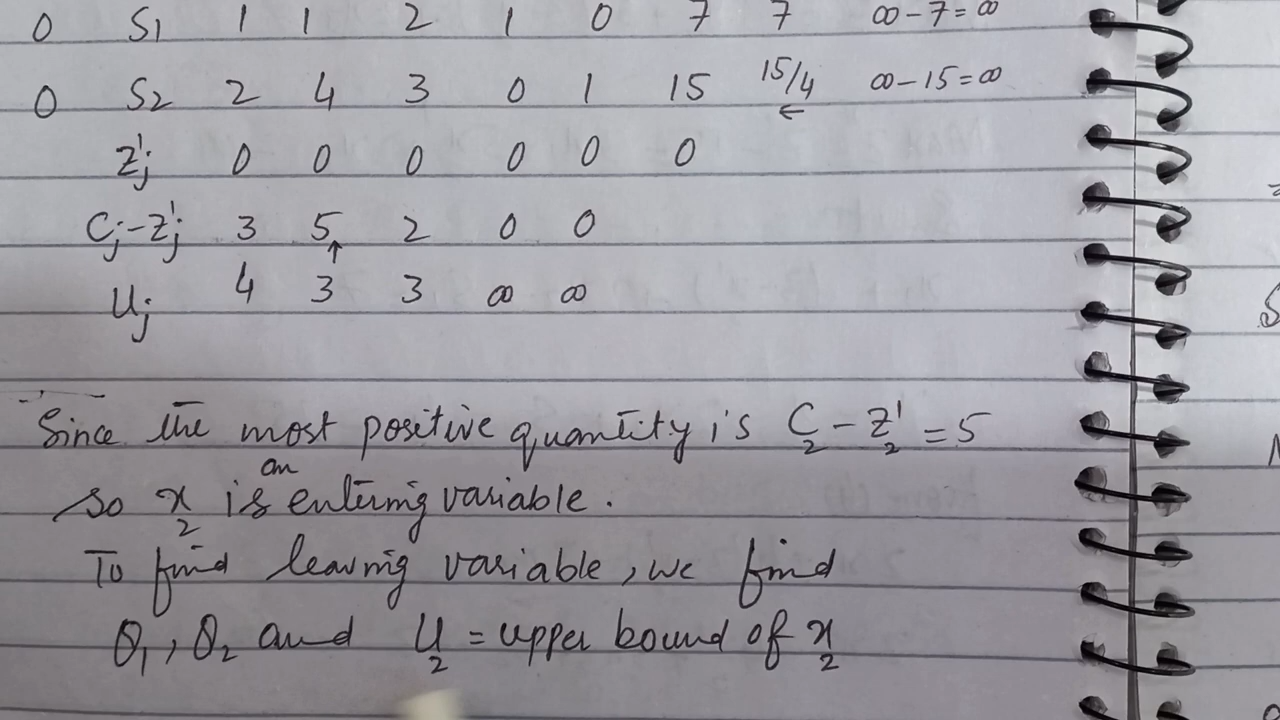 0 S1 1 1 2 1 0 7 7 ∞-7=∞
0 S2 2 4 3 0 1 15 15/4 ∞-15=∞
←
Z'j 0 0 0 0 0 0
Cj-Z'j 3 5↑ 2 0 0
Uj 4 3 3 ∞ ∞
Since the most positive quantity is C2-Z'2=5
so x2 is an entering variable.
To find leaving variable, we find
θ1, θ2 and U2 = upper bound of x2